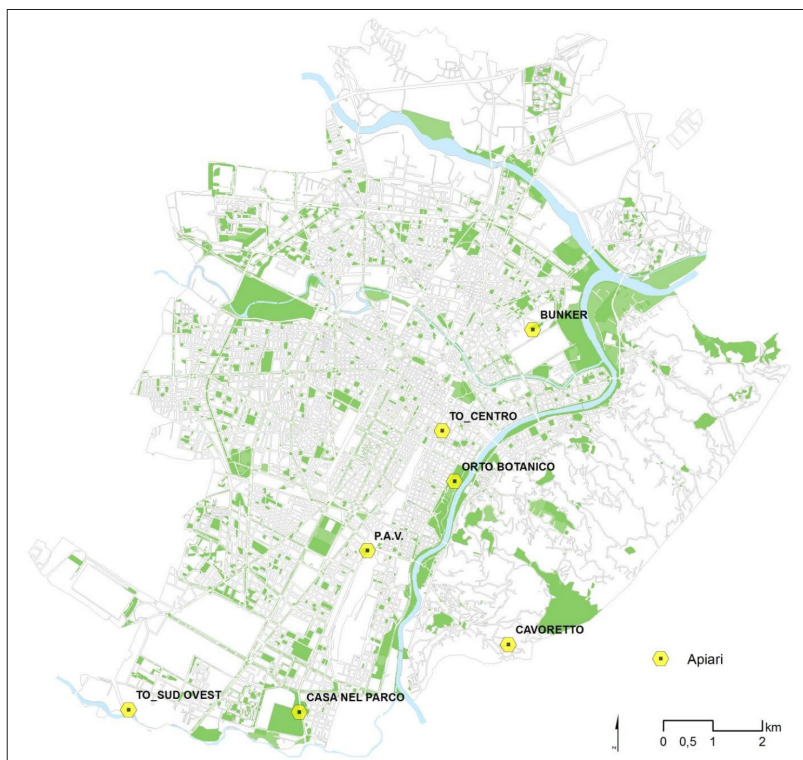 BUNKER
TO_CENTRO
ORTO BOTANICO
P.A.V.
CAVORETTO
Apiari
TO_SUD OVEST
CASA NEL PARCO
km
0 0,5 1 2
z